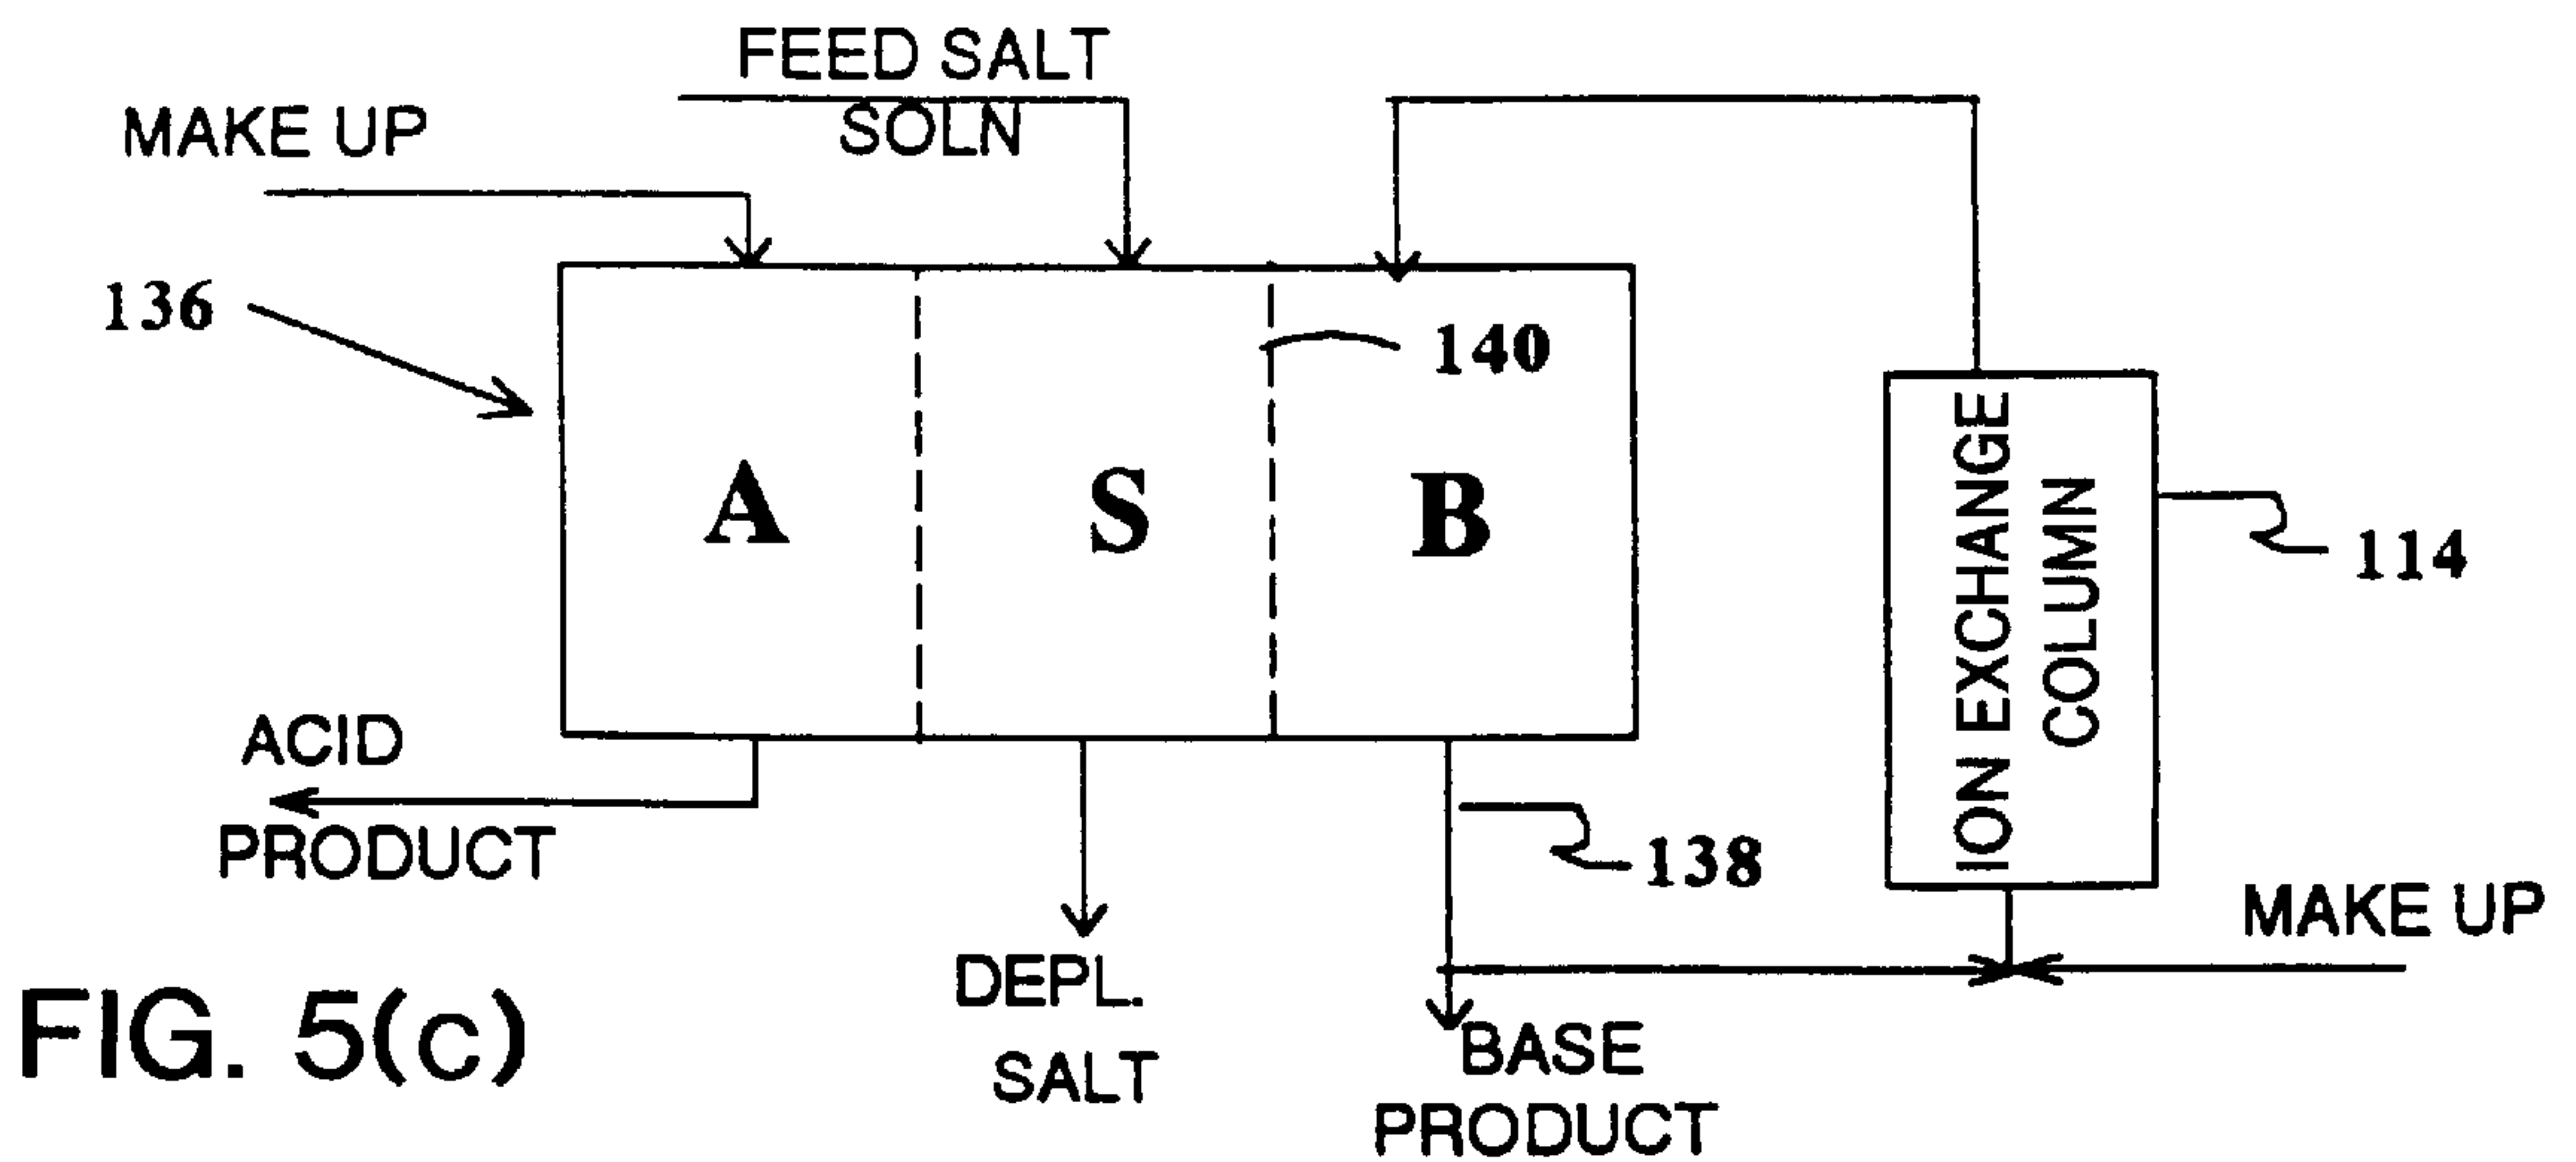 FEED SALT
SOLN
MAKE UP
136
140
A
S
B
ION EXCHANGE
COLUMN
114
ACID
PRODUCT
138
MAKE UP
DEPL.
SALT
BASE
PRODUCT
FIG. 5(c)